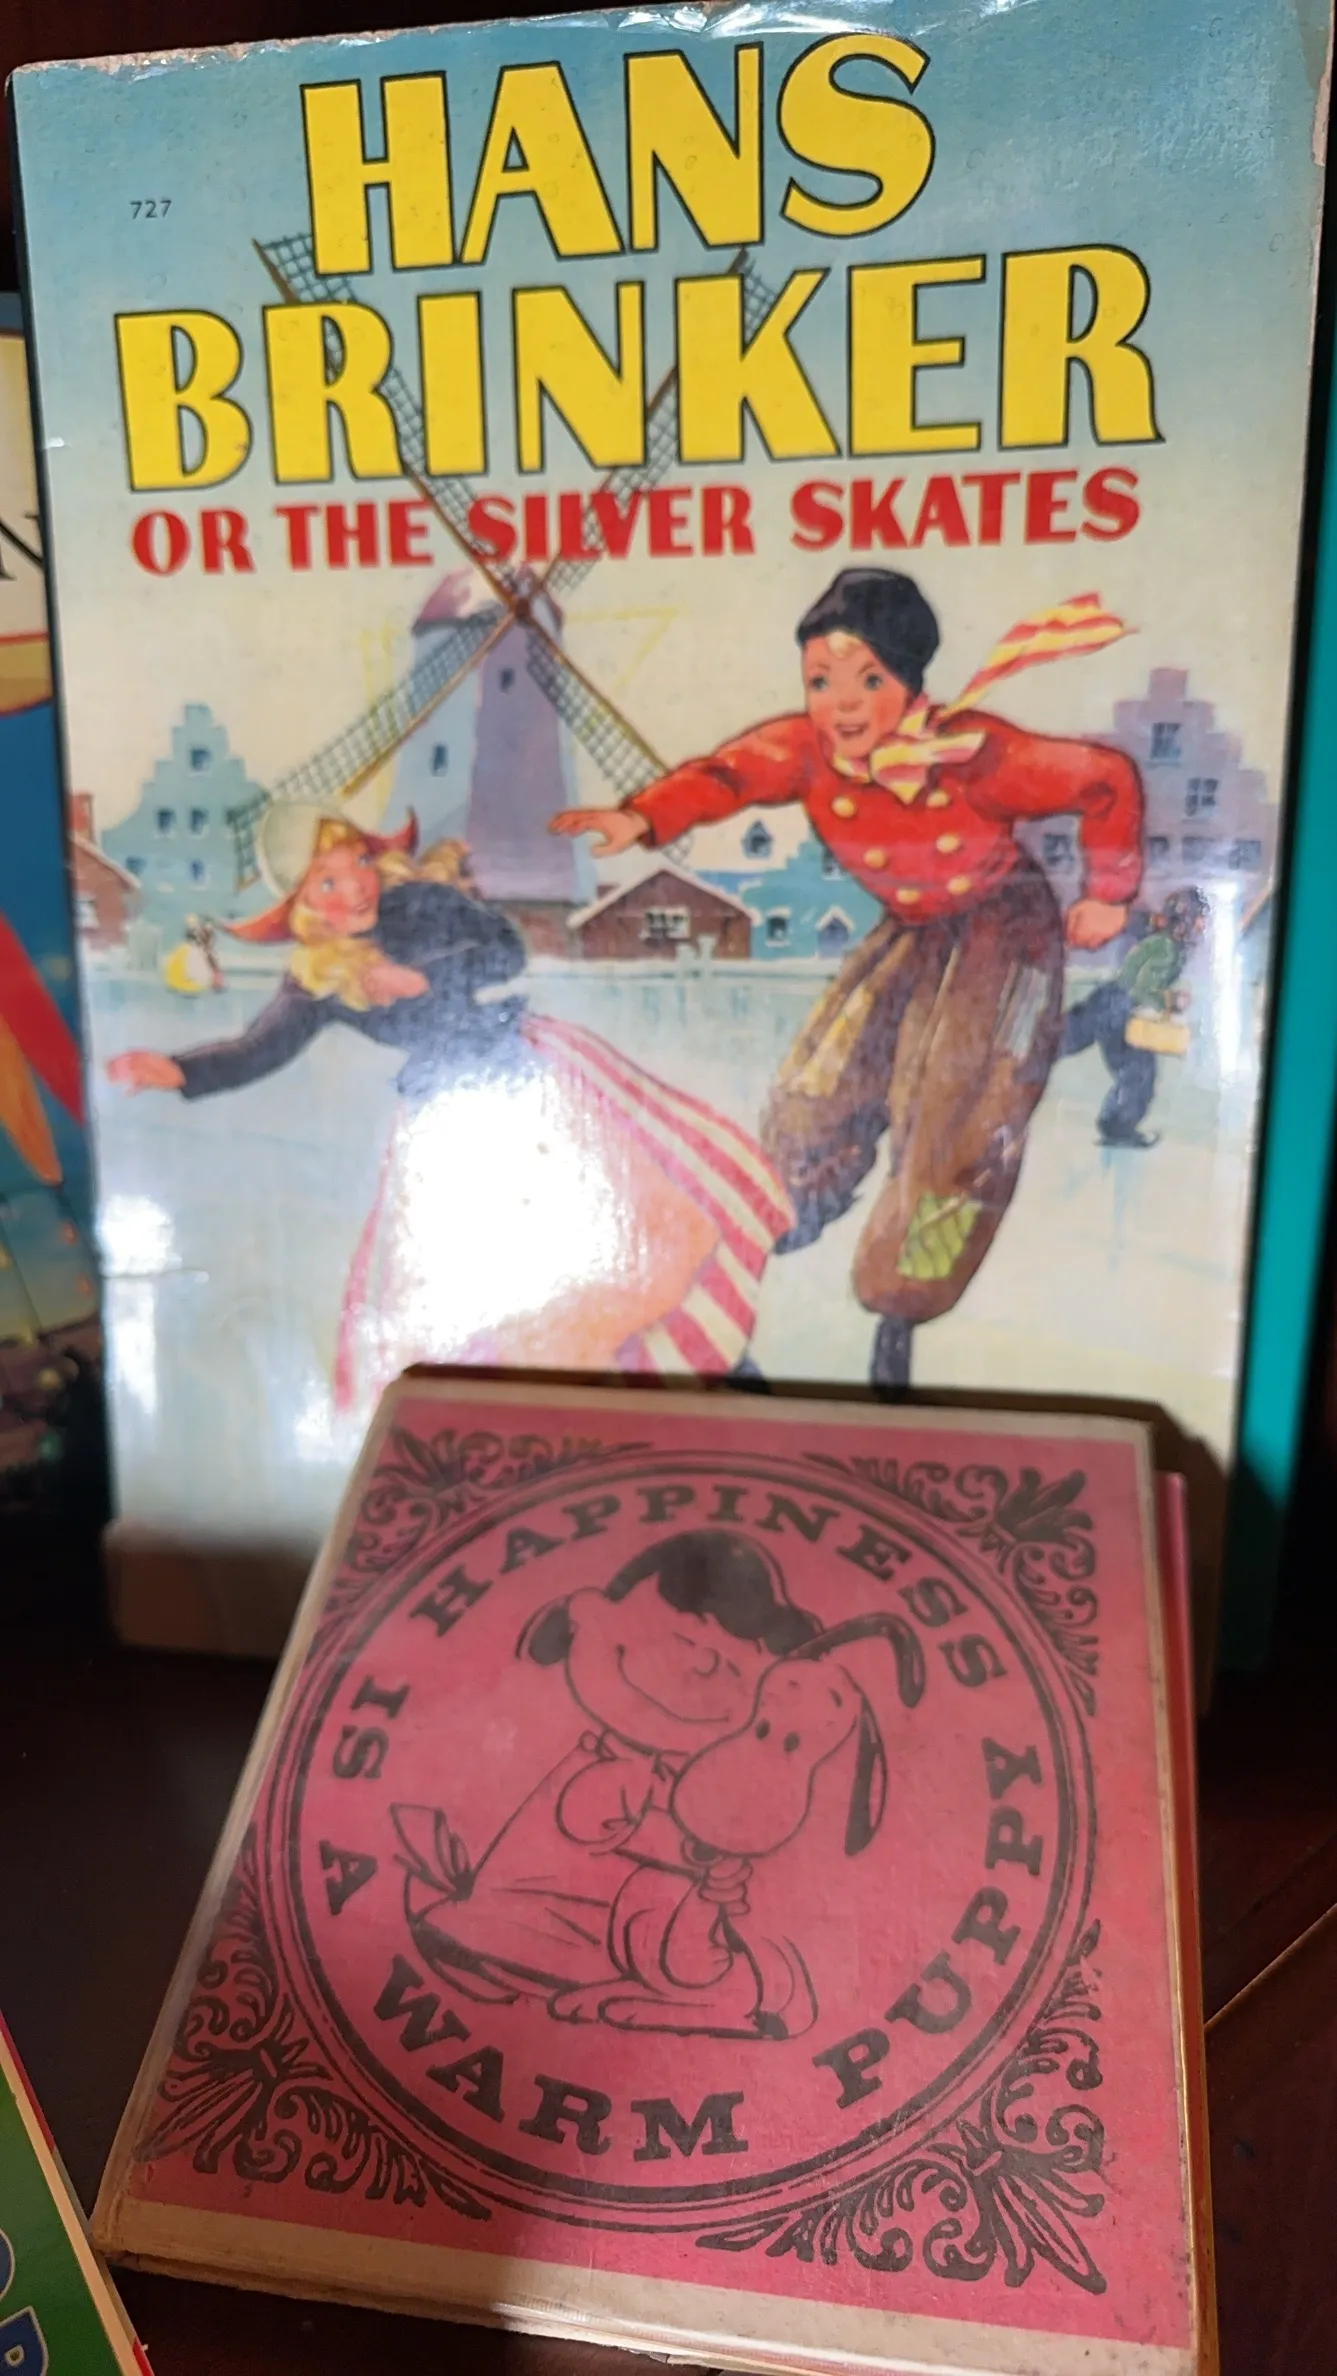 HANS
727
BRINKER
OR THE SILVER SKATES
HAPPINESS
IS
A
WARM
PUPPY